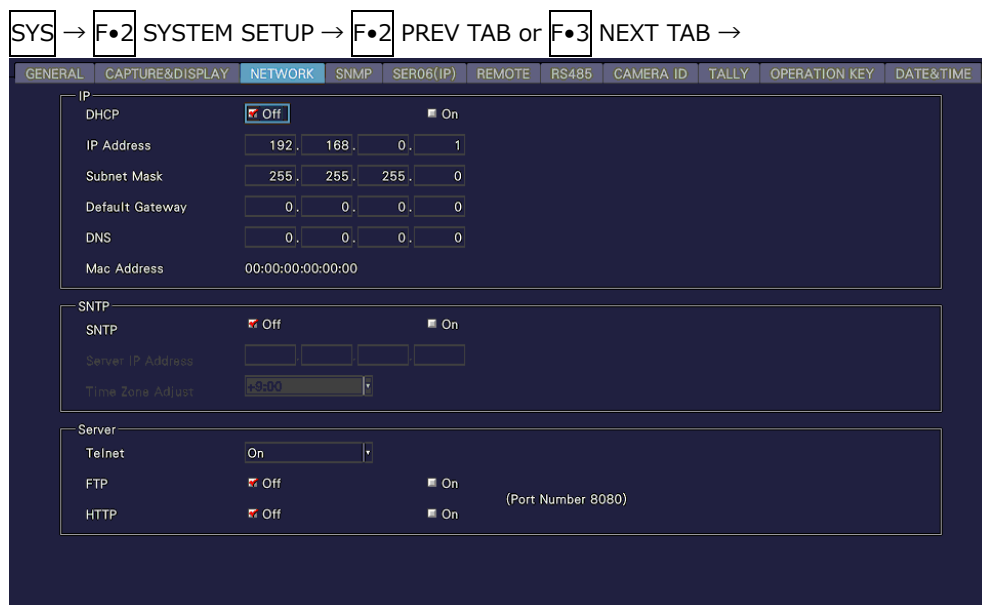 SYS → F•2 SYSTEM SETUP → F•2 PREV TAB or F•3 NEXT TAB →
GENERAL CAPTURE&DISPLAY NETWORK SNMP SER06(IP) REMOTE RS485 CAMERA ID TALLY OPERATION KEY DATE&TIME
IP
DHCP Off On
IP Address 192. 168. 0. 1
Subnet Mask 255. 255. 255. 0
Default Gateway 0. 0. 0. 0
DNS 0. 0. 0. 0
Mac Address 00:00:00:00:00:00
SNTP
SNTP Off On
Server IP Address . . .
Time Zone Adjust +9:00
Server
Telnet On
FTP Off On
(Port Number 8080)
HTTP Off On